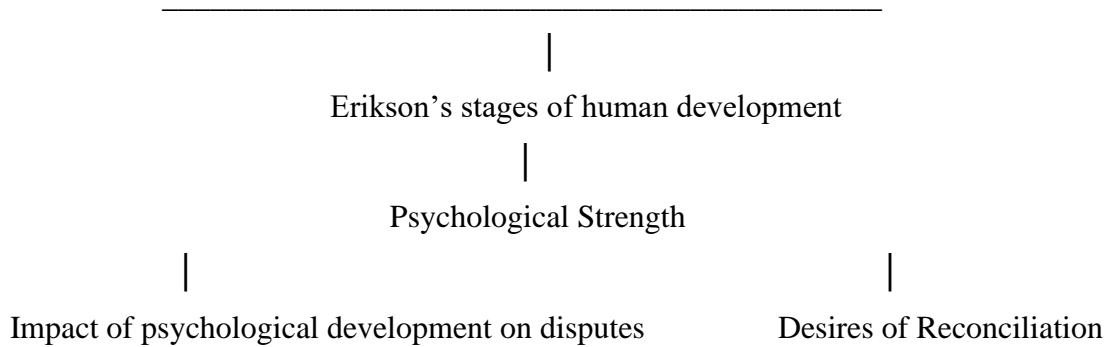 Erikson’s stages of human development
Psychological Strength
Impact of psychological development on disputes Desires of Reconciliation